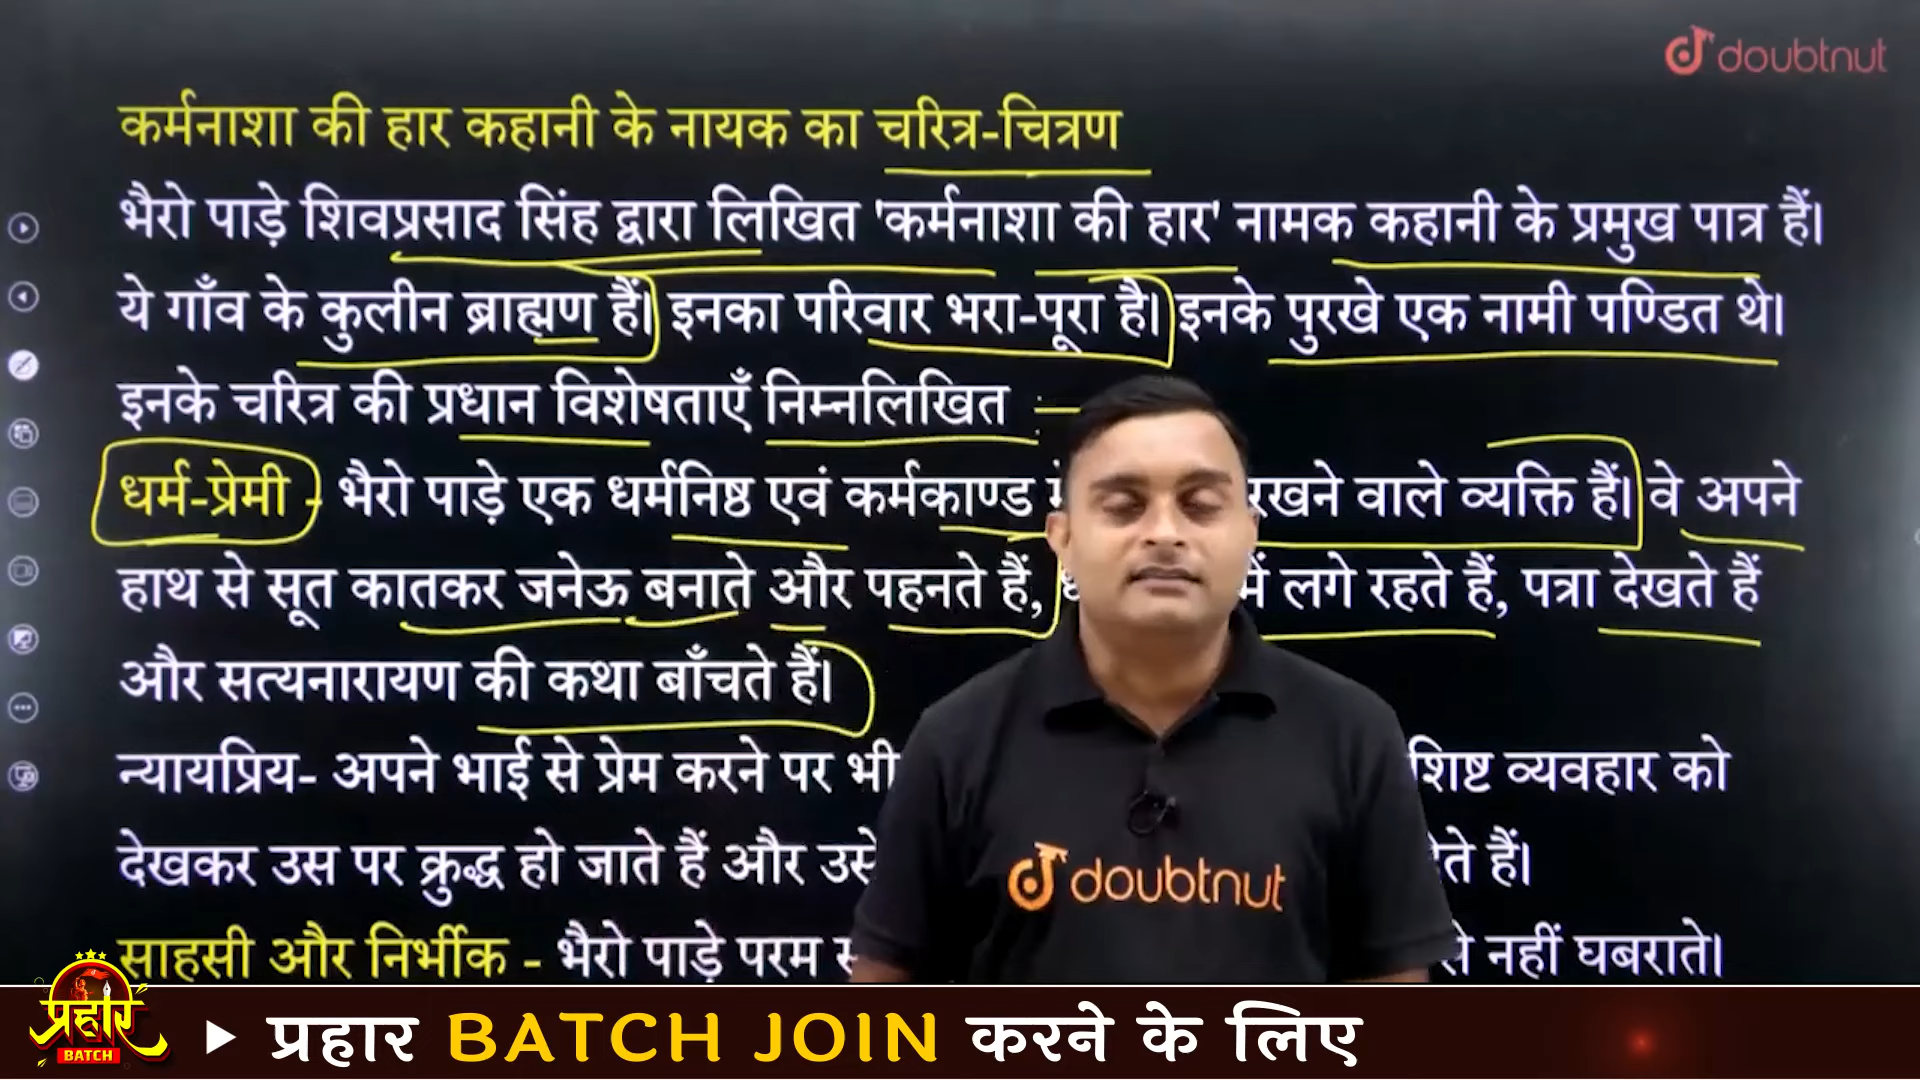 doubtnut
कर्मनाशा की हार कहानी के नायक का चरित्र-चित्रण
भैरो पाड़े शिवप्रसाद सिंह द्वारा लिखित 'कर्मनाशा की हार' नामक कहानी के प्रमुख पात्र हैं।
ये गाँव के कुलीन ब्राह्मण हैं। इनका परिवार भरा-पूरा है। इनके पुरखे एक नामी पण्डित थे।
इनके चरित्र की प्रधान विशेषताएँ निम्नलिखित
धर्म-प्रेमी - भैरो पाड़े एक धर्मनिष्ठ एवं कर्मकाण्ड रखने वाले व्यक्ति हैं। वे अपने
हाथ से सूत कातकर जनेऊ बनाते और पहनते हैं, में लगे रहते हैं, पत्रा देखते हैं
और सत्यनारायण की कथा बाँचते हैं।
न्यायप्रिय- अपने भाई से प्रेम करने पर भी व्यवहार को
देखकर उस पर क्रुद्ध हो जाते हैं और उसे हैं।
साहसी और निर्भीक - भैरो पाड़े परम नहीं घबराते।
doubtnut
प्रहार
BATCH
प्रहार BATCH JOIN करने के लिए